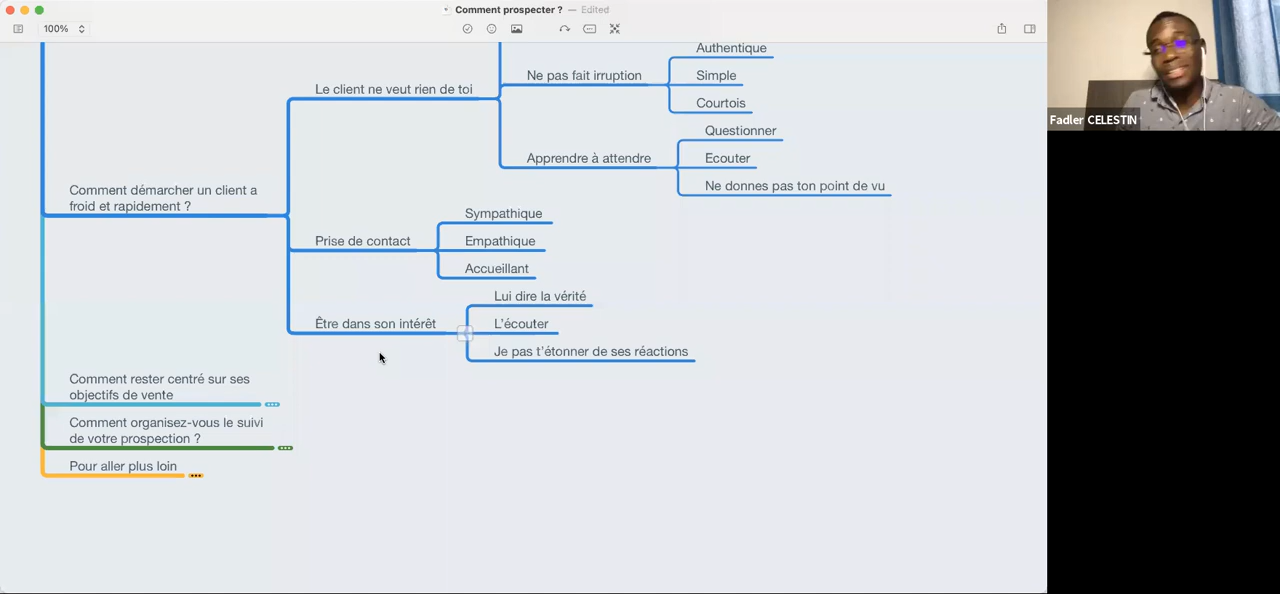 Comment prospecter ? — Edited
100%
Authentique
Le client ne veut rien de toi
Ne pas fait irruption
Simple
Courtois
Questionner
Apprendre à attendre
Ecouter
Ne donnes pas ton point de vu
Comment démarcher un client a
froid et rapidement ?
Sympathique
Prise de contact
Empathique
Accueillant
Lui dire la vérité
Être dans son intérêt
L'écouter
Je pas t'étonner de ses réactions
Comment rester centré sur ses
objectifs de vente
Comment organisez-vous le suivi
de votre prospection ?
Pour aller plus loin
Fadler CELESTIN